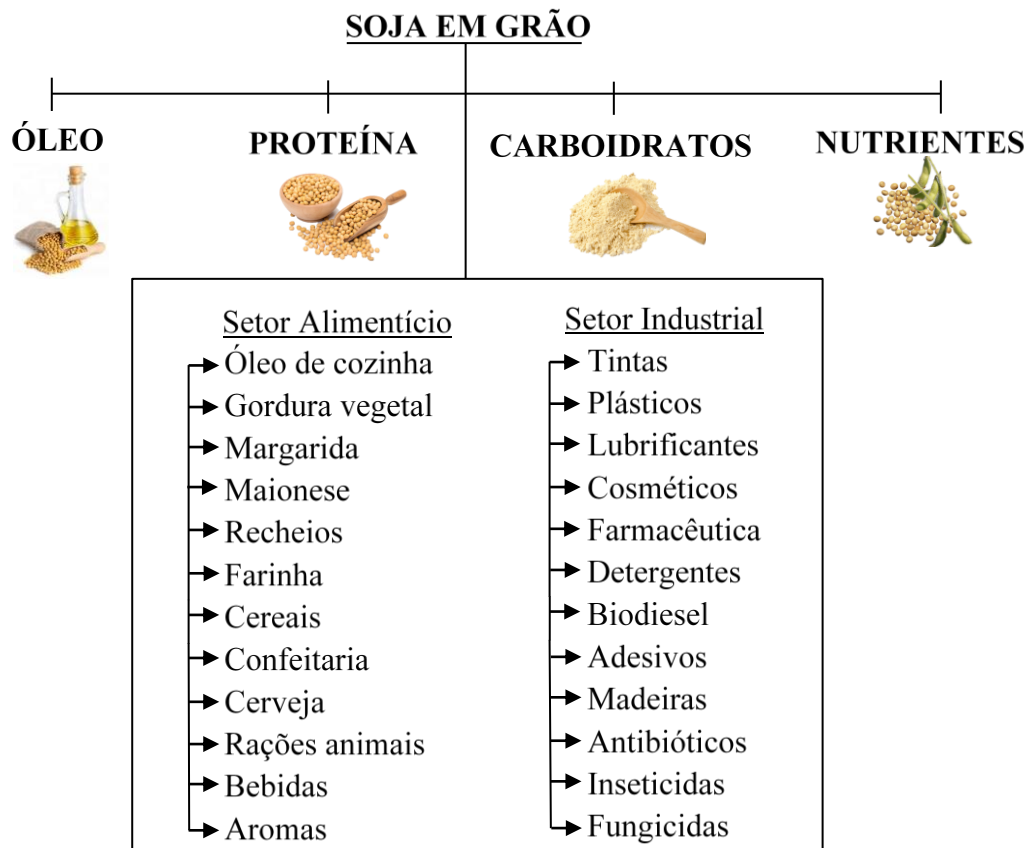 SOJA EM GRÃO
ÓLEO
PROTEÍNA
CARBOIDRATOS
NUTRIENTES
Setor Alimentício
Óleo de cozinha
Gordura vegetal
Margarida
Maionese
Recheios
Farinha
Cereais
Confeitaria
Cerveja
Rações animais
Bebidas
Aromas
Setor Industrial
Tintas
Plásticos
Lubrificantes
Cosméticos
Farmacêutica
Detergentes
Biodiesel
Adesivos
Madeiras
Antibióticos
Inseticidas
Fungicidas